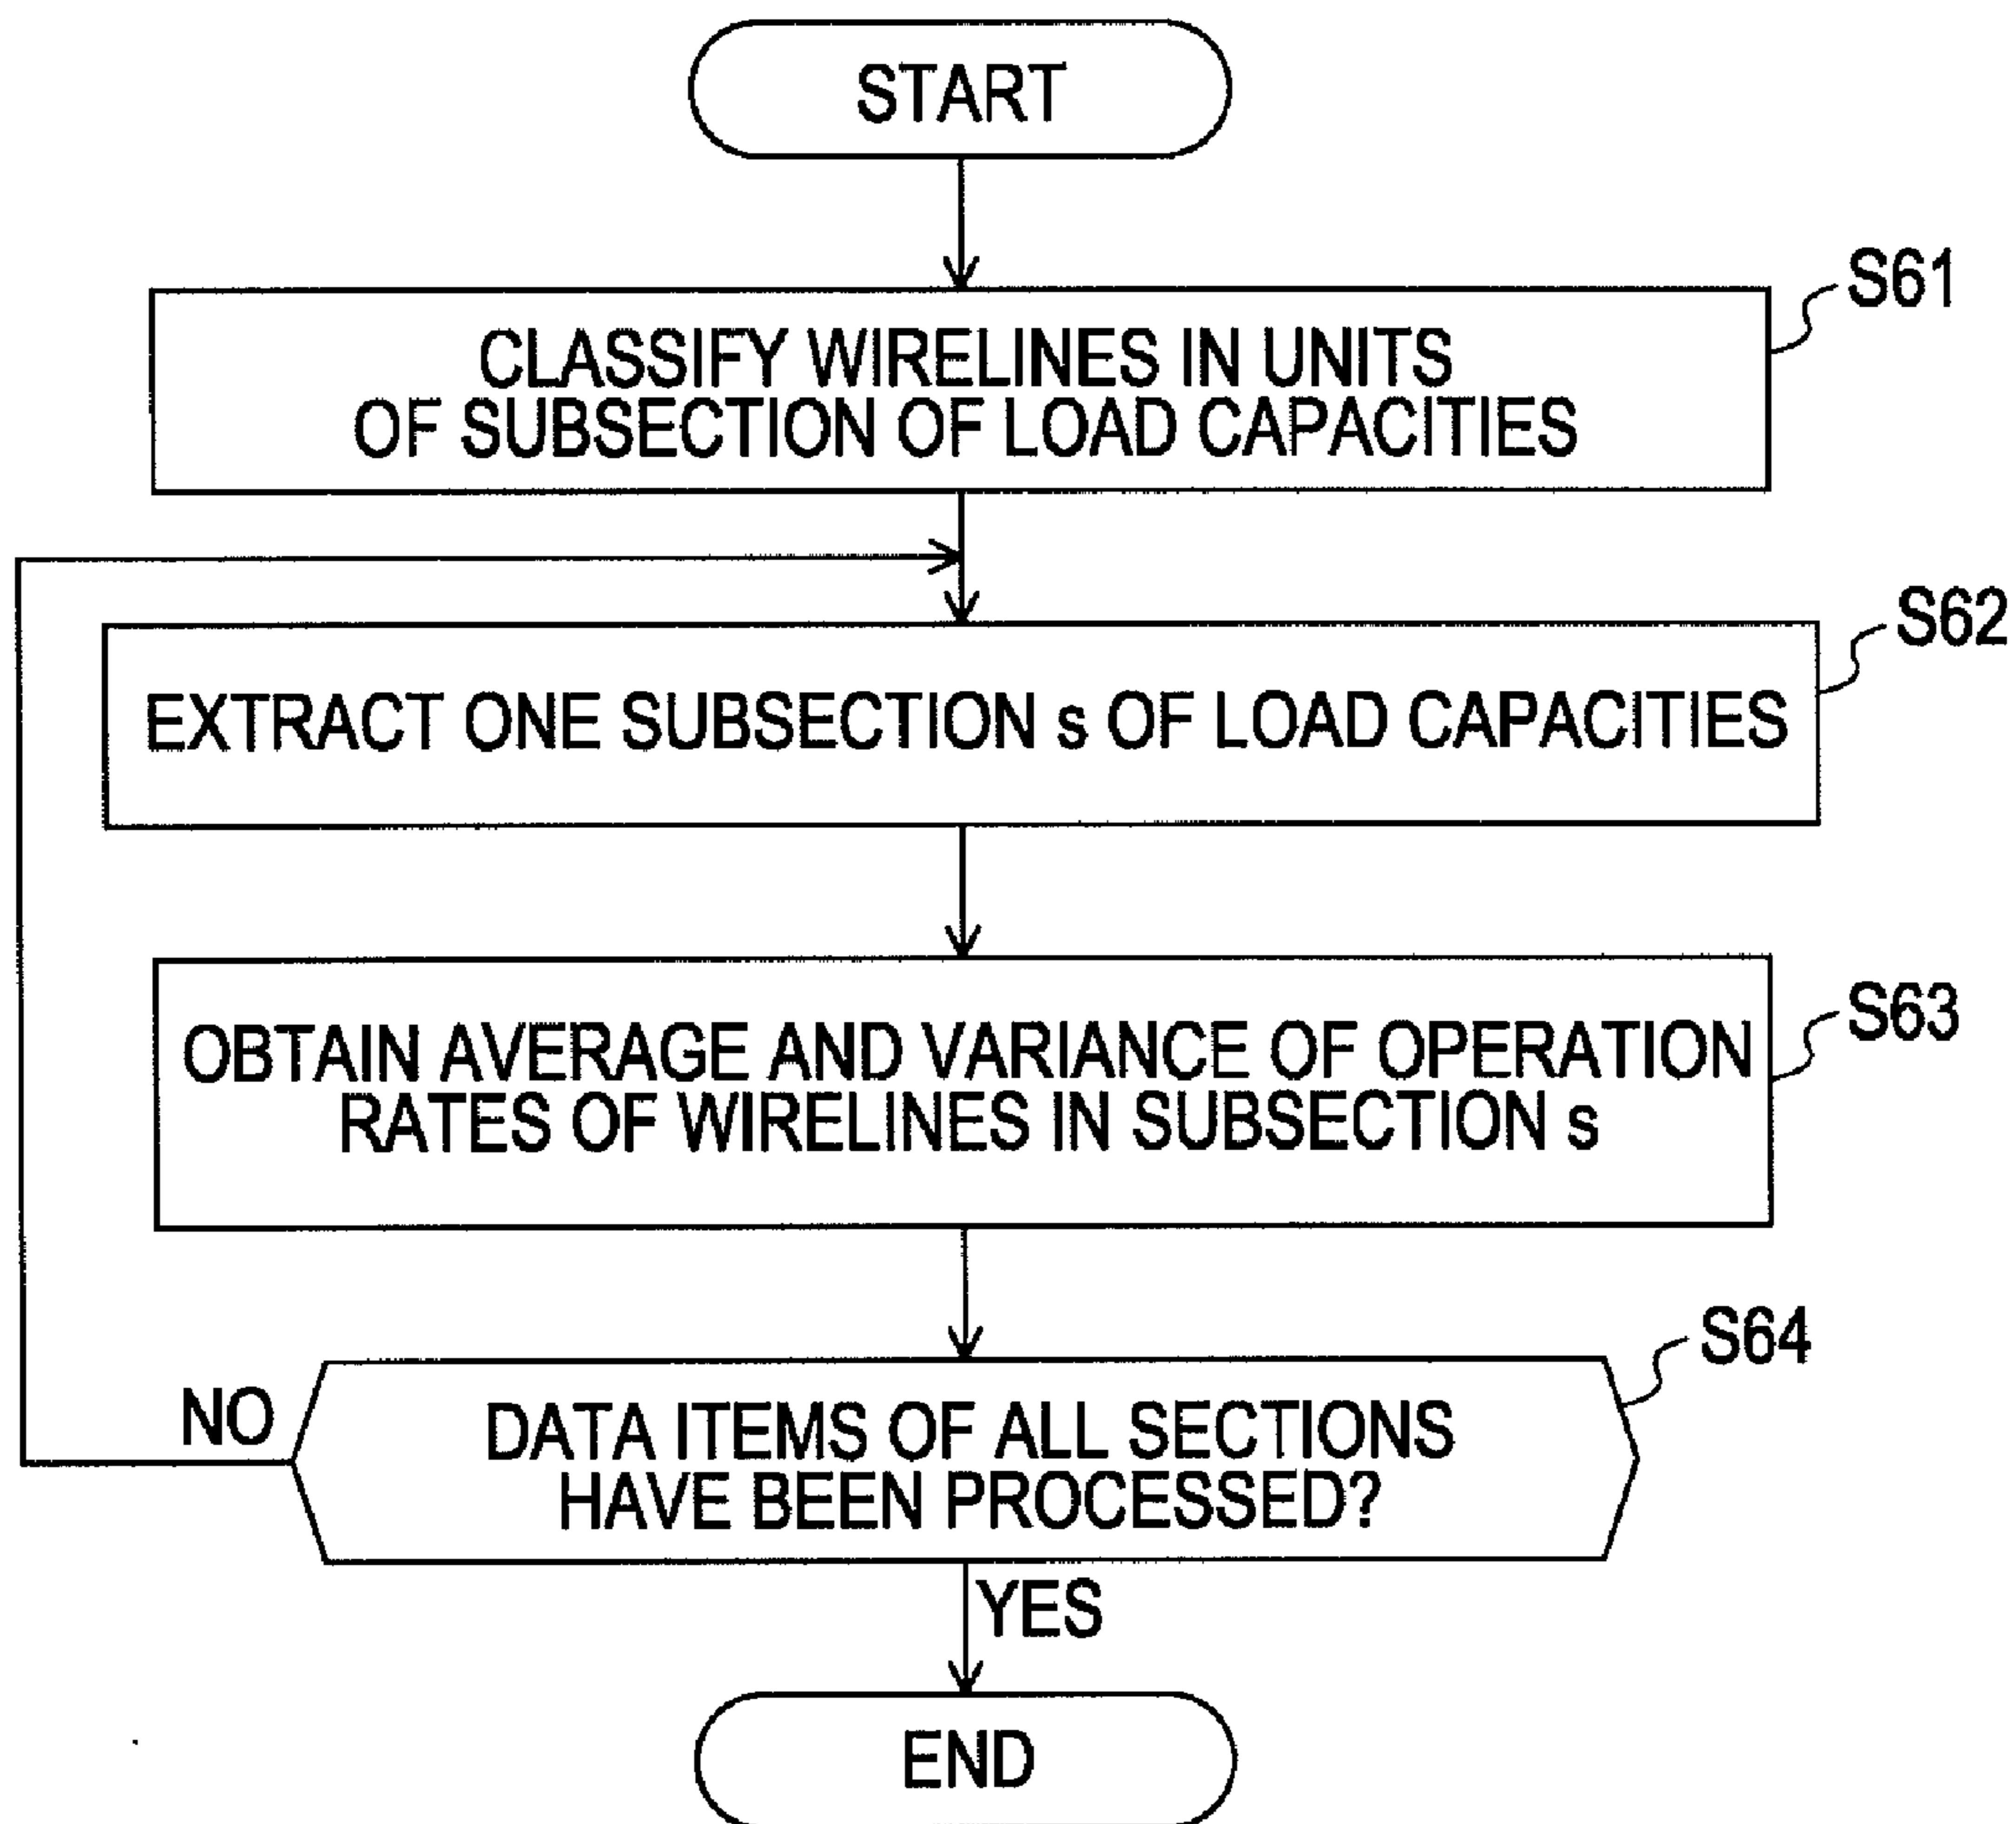 START
S61
CLASSIFY WIRELINES IN UNITS
OF SUBSECTION OF LOAD CAPACITIES
S62
EXTRACT ONE SUBSECTION s OF LOAD CAPACITIES
S63
OBTAIN AVERAGE AND VARIANCE OF OPERATION
RATES OF WIRELINES IN SUBSECTION s
S64
NO
DATA ITEMS OF ALL SECTIONS
HAVE BEEN PROCESSED?
YES
END